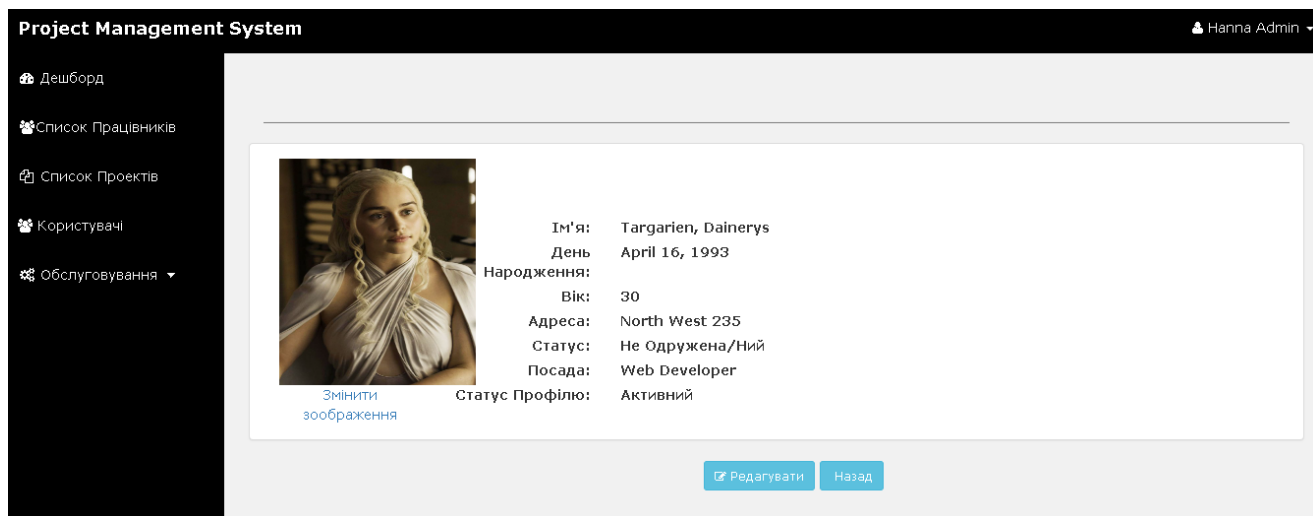 Project Management System
Hanna Admin
Дешборд
Список Працівників
Список Проектів
Користувачі
Обслуговування
Ім'я: Targarien, Dainerys
День Народження: April 16, 1993
Вік: 30
Адреса: North West 235
Статус: Не Одружена/Ний
Посада: Web Developer
Статус Профілю: Активний
Змінити
зоображення
Редагувати Назад